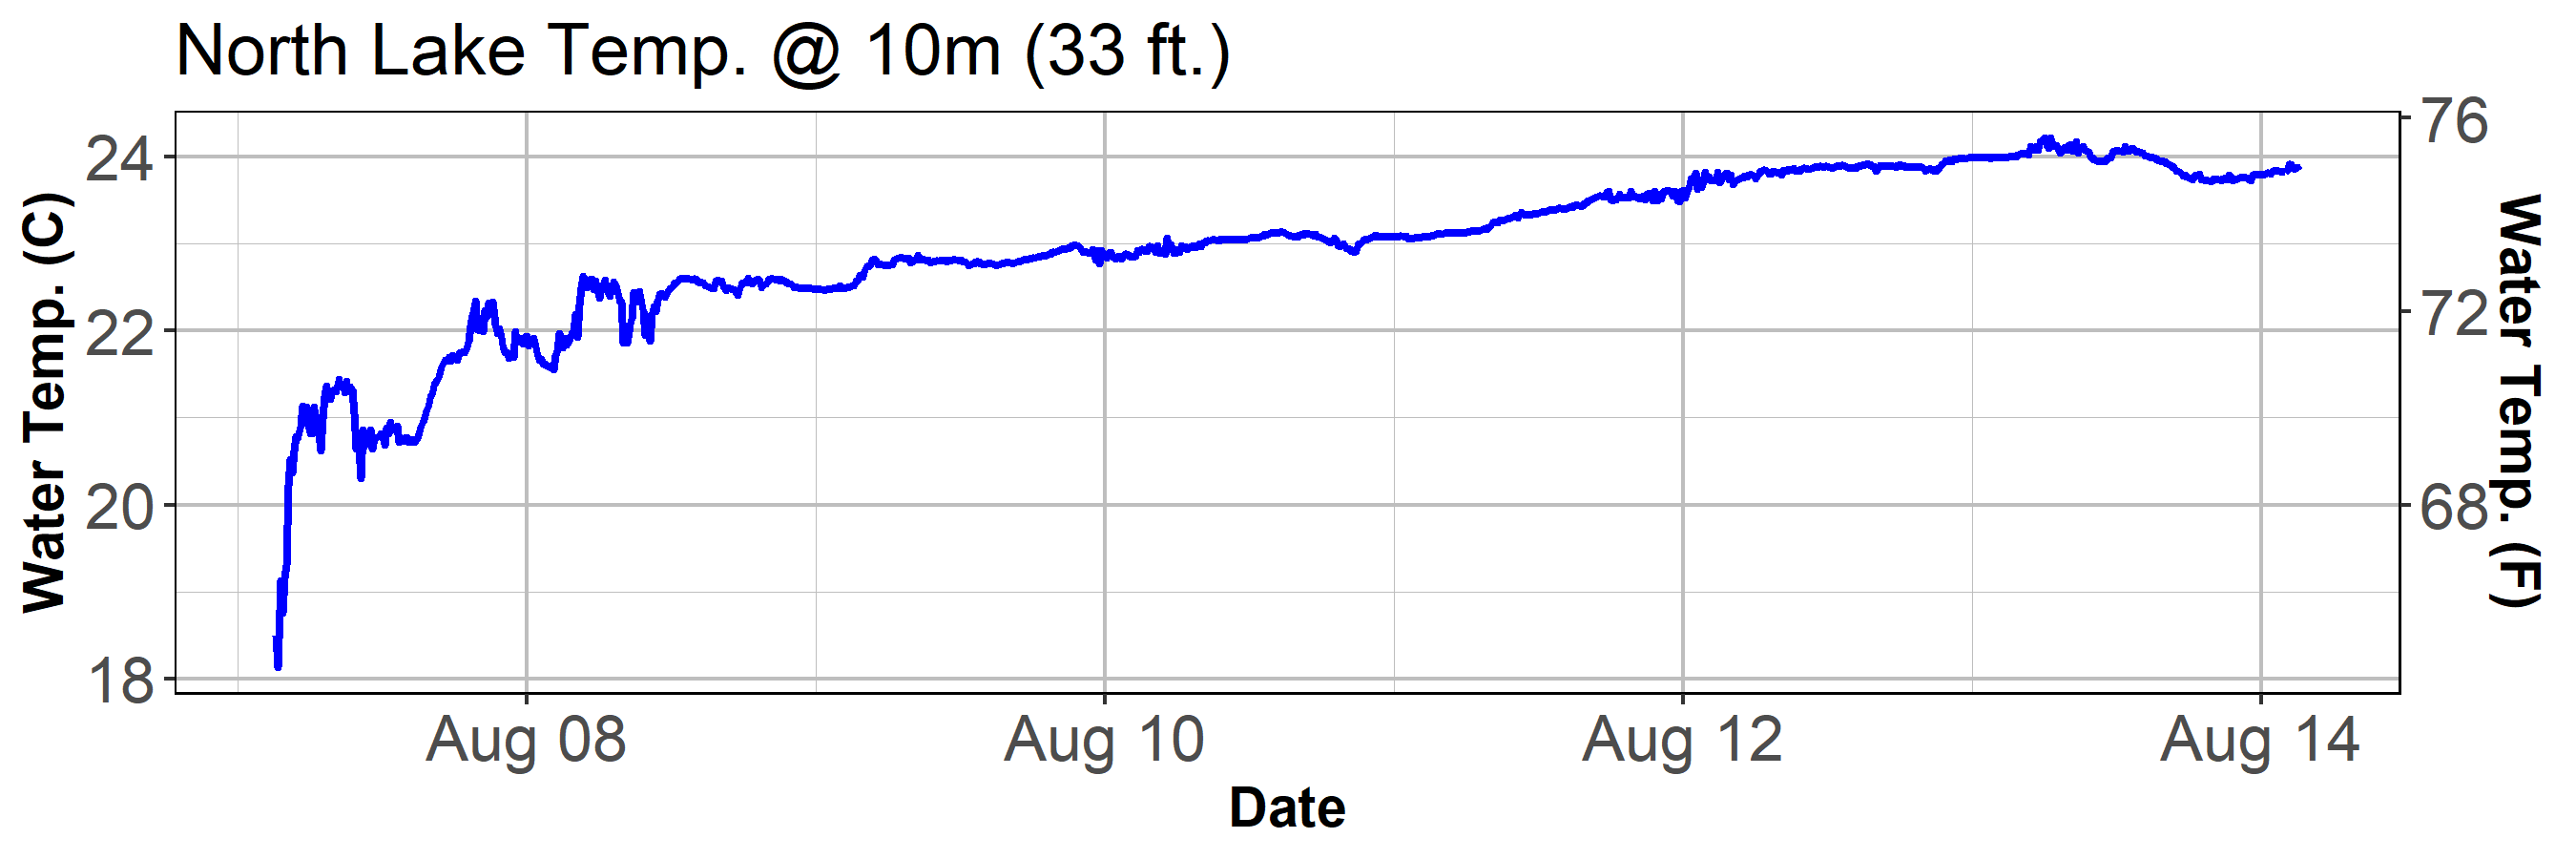 North Lake Temp. @ 10m (33 ft.)
Water Temp. (C)
24
22
20
18
76
72
68
Water Temp. (F)
Aug 08 Aug 10 Aug 12 Aug 14
Date